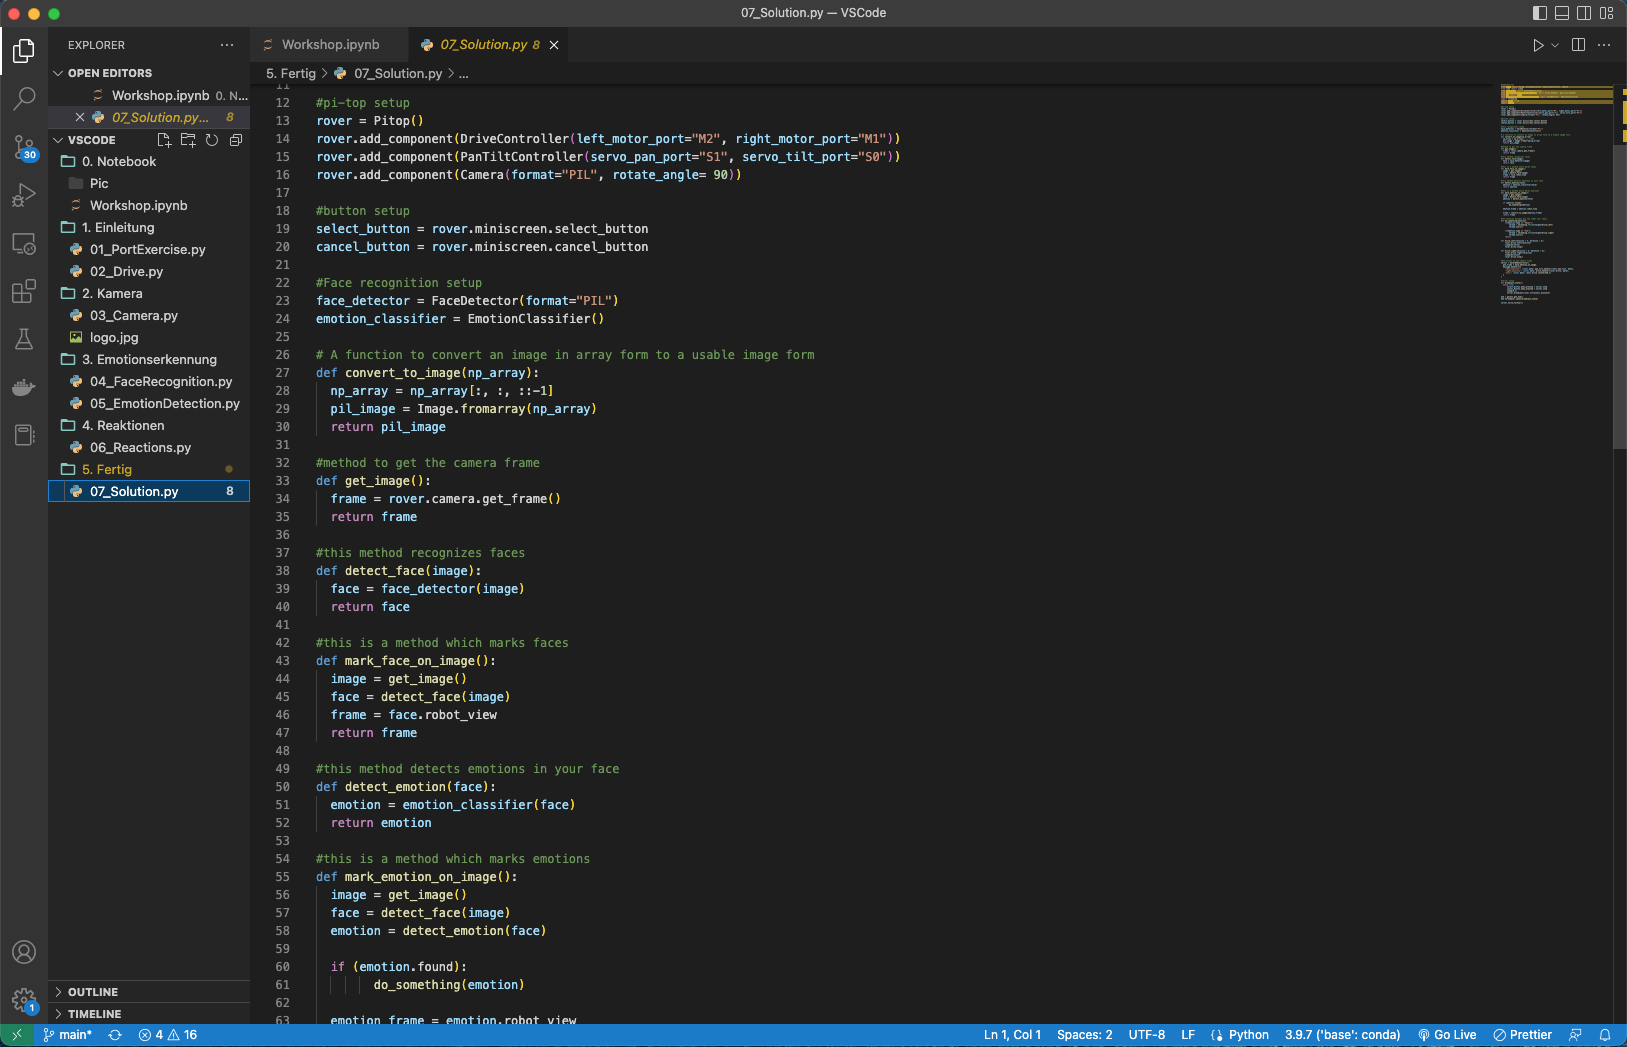 07_Solution.py — VSCode
EXPLORER
OPEN EDITORS
Workshop.ipynb 0. N...
07_Solution.py... 8
VSCODE
0. Notebook
Pic
Workshop.ipynb
1. Einleitung
01_PortExercise.py
02_Drive.py
2. Kamera
03_Camera.py
logo.jpg
3. Emotionserkennung
04_FaceRecognition.py
05_EmotionDetection.py
4. Reaktionen
06_Reactions.py
5. Fertig
07_Solution.py 8
OUTLINE
TIMELINE
30
1
Workshop.ipynb
07_Solution.py 8
5. Fertig > 07_Solution.py > ...
11
12 #pi-top setup
13 rover = Pitop()
14 rover.add_component(DriveController(left_motor_port="M2", right_motor_port="M1"))
15 rover.add_component(PanTiltController(servo_pan_port="S1", servo_tilt_port="S0"))
16 rover.add_component(Camera(format="PIL", rotate_angle= 90))
17
18 #button setup
19 select_button = rover.miniscreen.select_button
20 cancel_button = rover.miniscreen.cancel_button
21
22 #Face recognition setup
23 face_detector = FaceDetector(format="PIL")
24 emotion_classifier = EmotionClassifier()
25
26 # A function to convert an image in array form to a usable image form
27 def convert_to_image(np_array):
28 np_array = np_array[:, :, ::-1]
29 pil_image = Image.fromarray(np_array)
30 return pil_image
31
32 #method to get the camera frame
33 def get_image():
34 frame = rover.camera.get_frame()
35 return frame
36
37 #this method recognizes faces
38 def detect_face(image):
39 face = face_detector(image)
40 return face
41
42 #this is a method which marks faces
43 def mark_face_on_image():
44 image = get_image()
45 face = detect_face(image)
46 frame = face.robot_view
47 return frame
48
49 #this method detects emotions in your face
50 def detect_emotion(face):
51 emotion = emotion_classifier(face)
52 return emotion
53
54 #this is a method which marks emotions
55 def mark_emotion_on_image():
56 image = get_image()
57 face = detect_face(image)
58 emotion = detect_emotion(face)
59
60 if (emotion.found):
61 do_something(emotion)
62
63 emotion_frame = emotion.robot_view
main* 4 16 Ln 1, Col 1 Spaces: 2 UTF-8 LF Python 3.9.7 ('base': conda) Go Live Prettier